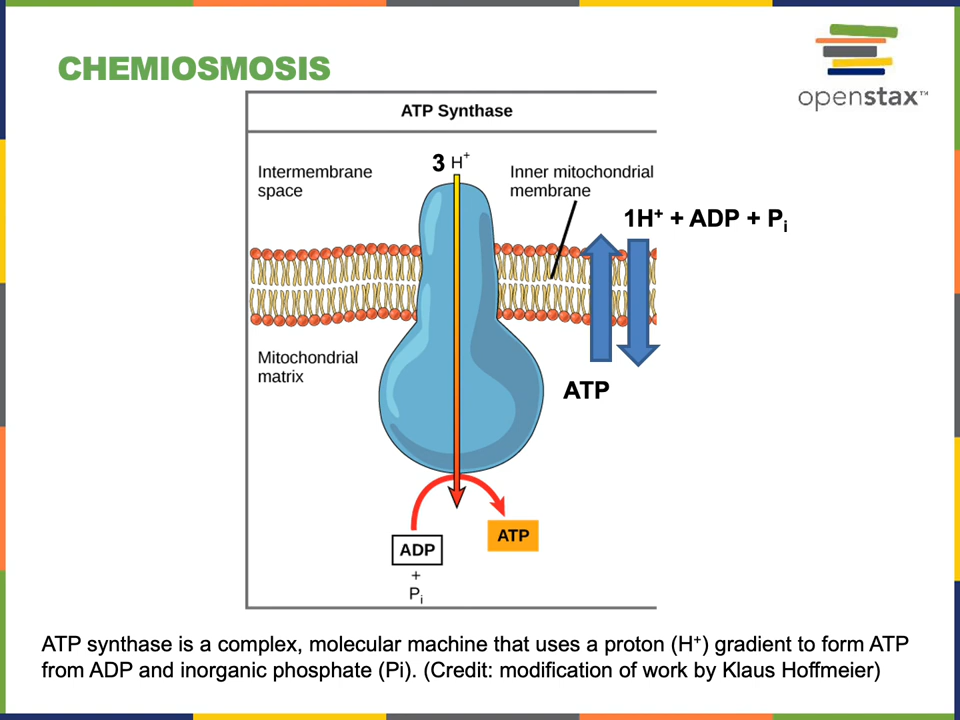 CHEMIOSMOSIS
openstax™
ATP Synthase
Intermembrane
space
3 H⁺
Inner mitochondrial
membrane
1H⁺ + ADP + Pᵢ
Mitochondrial
matrix
ATP
ADP
+
Pᵢ
ATP
ATP synthase is a complex, molecular machine that uses a proton (H⁺) gradient to form ATP
from ADP and inorganic phosphate (Pi). (Credit: modification of work by Klaus Hoffmeier)